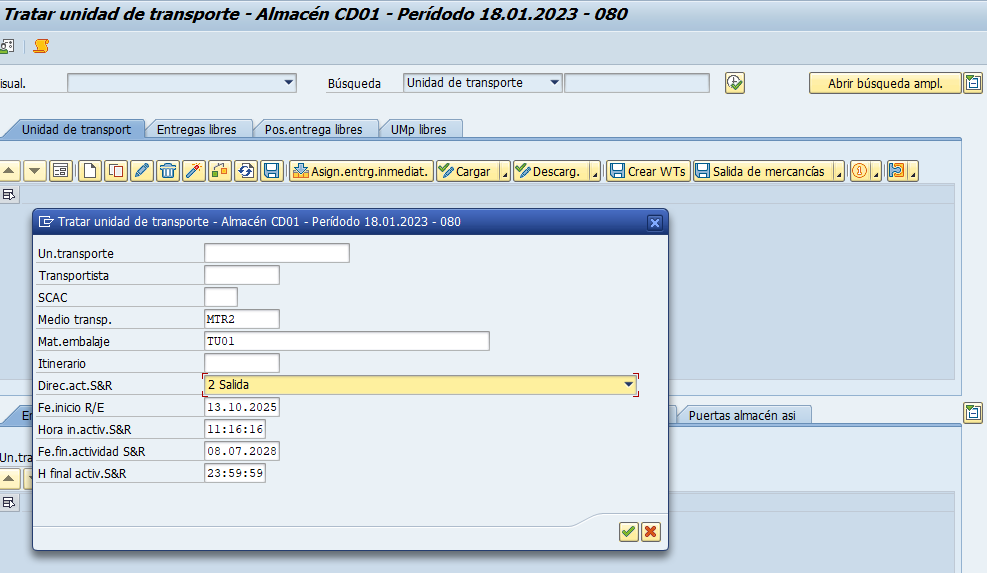 Tratar unidad de transporte - Almacén CD01 - Perídodo 18.01.2023 - 080
isual. Búsqueda Unidad de transporte Abrir búsqueda ampl.
Unidad de transport Entregas libres Pos.entrega libres UMp libres
Asign.entrg.inmediat. Cargar Descarg. Crear WTs Salida de mercancías
Tratar unidad de transporte - Almacén CD01 - Perídodo 18.01.2023 - 080
Un.transporte
Transportista
SCAC
Medio transp. MTR2
Mat.embalaje TU01
Itinerario
Direc.act.S&R 2 Salida
Fe.inicio R/E 13.10.2025
Hora in.activ.S&R 11:16:16
Fe.fin.actividad S&R 08.07.2028
H final activ.S&R 23:59:59
Puertas almacén asi
Un.tra